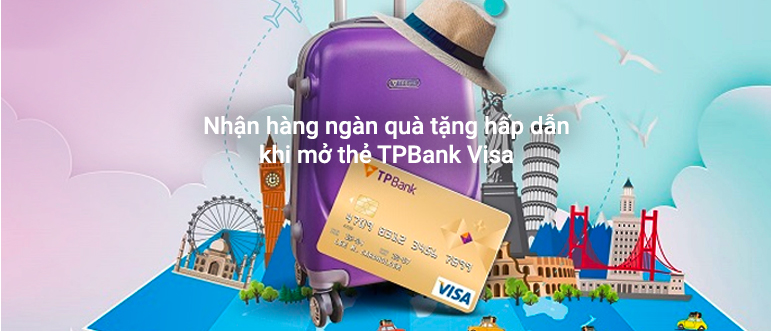 Nhận hàng ngàn quà tặng hấp dẫn
khi mở thẻ TPBank Visa
TPBank
VISA